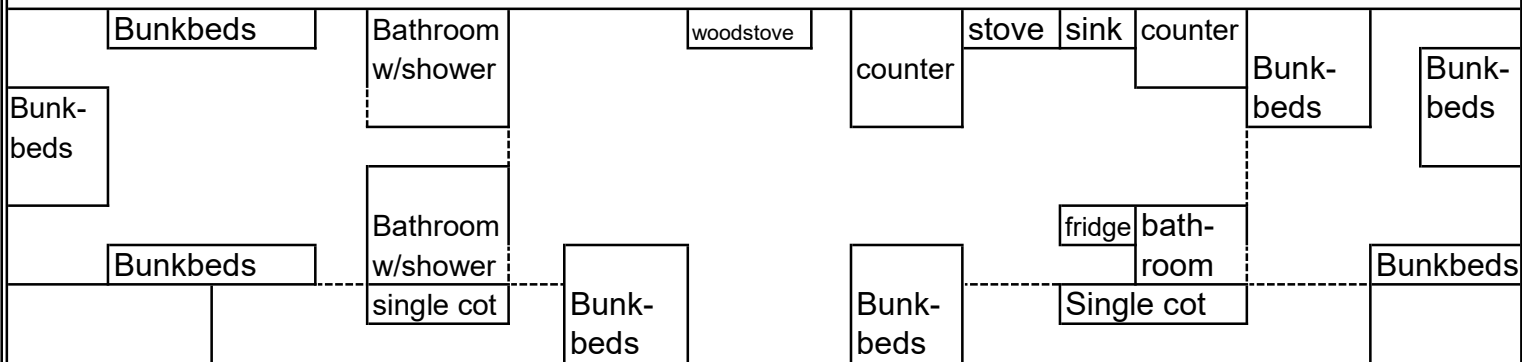 Bunkbeds
Bathroom
w/shower
woodstove
counter
stove
sink
counter
Bunk-
beds
Bunk-
beds
Bunk-
beds
Bathroom
w/shower
fridge
bath-
room
Bunkbeds
Bunkbeds
single cot
Bunk-
beds
Bunk-
beds
Single cot